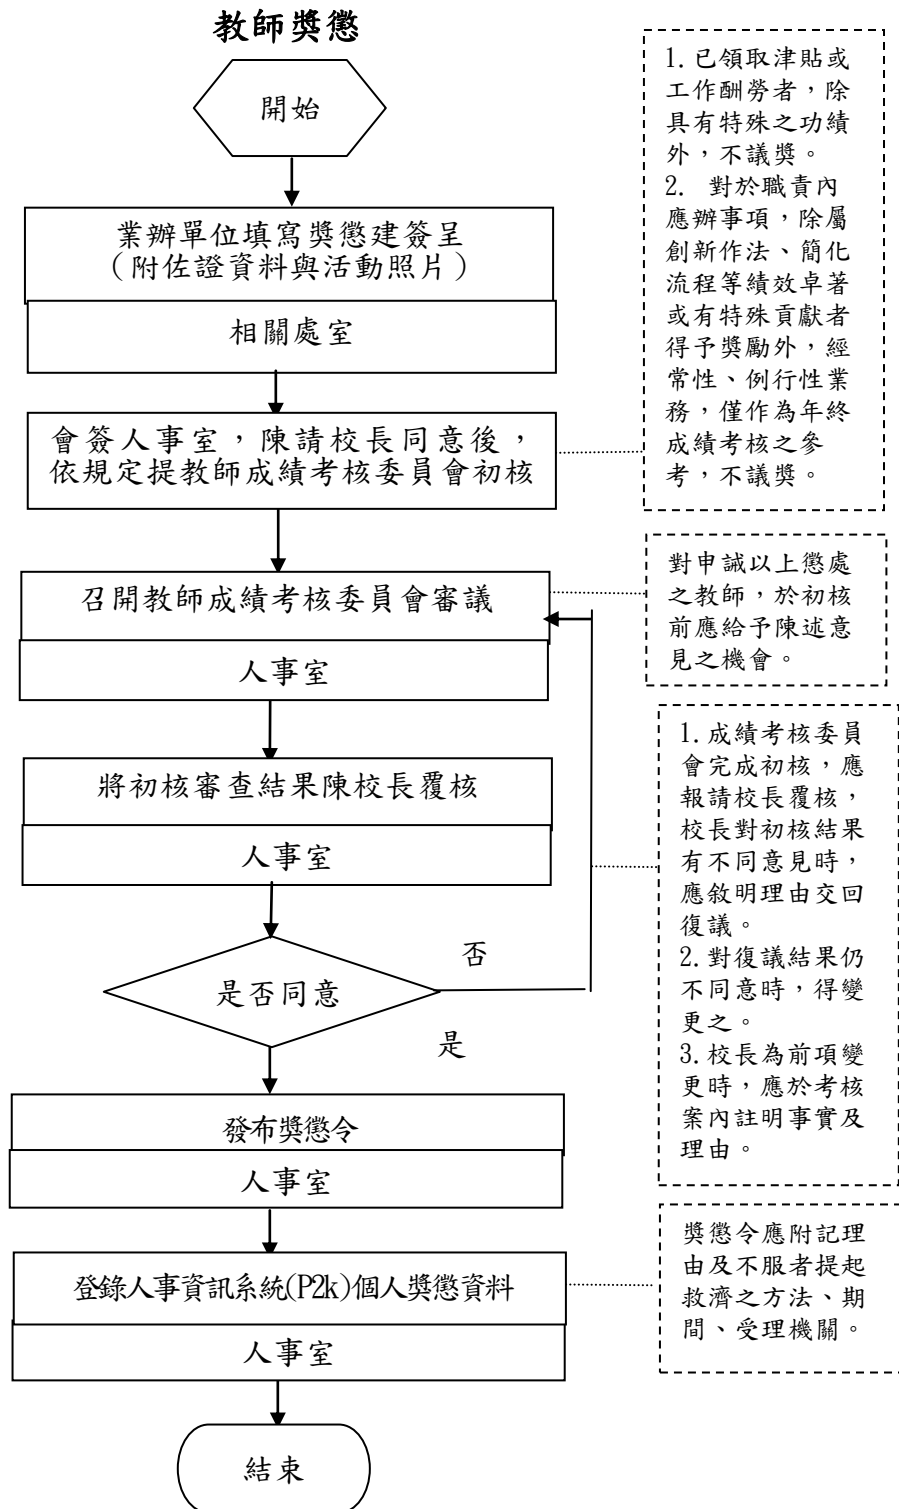 教師獎懲
開始
業辦單位填寫獎懲建簽呈
（附佐證資料與活動照片）
相關處室
會簽人事室，陳請校長同意後，
依規定提教師成績考核委員會初核
1.已領取津貼或
工作酬勞者，除
具有特殊之功績
外，不議獎。
2. 對於職責內
應辦事項，除屬
創新作法、簡化
流程等績效卓著
或有特殊貢獻者
得予獎勵外，經
常性、例行性業
務，僅作為年終
成績考核之參
考，不議獎。
召開教師成績考核委員會審議
人事室
對申誡以上懲處
之教師，於初核
前應給予陳述意
見之機會。
將初核審查結果陳校長覆核
人事室
是否同意
否
是
1.成績考核委員
會完成初核，應
報請校長覆核，
校長對初核結果
有不同意見時，
應敘明理由交回
復議。
2.對復議結果仍
不同意時，得變
更之。
3.校長為前項變
更時，應於考核
案內註明事實及
理由。
發布獎懲令
人事室
登錄人事資訊系統(P2k)個人獎懲資料
人事室
獎懲令應附記理
由及不服者提起
救濟之方法、期
間、受理機關。
結束